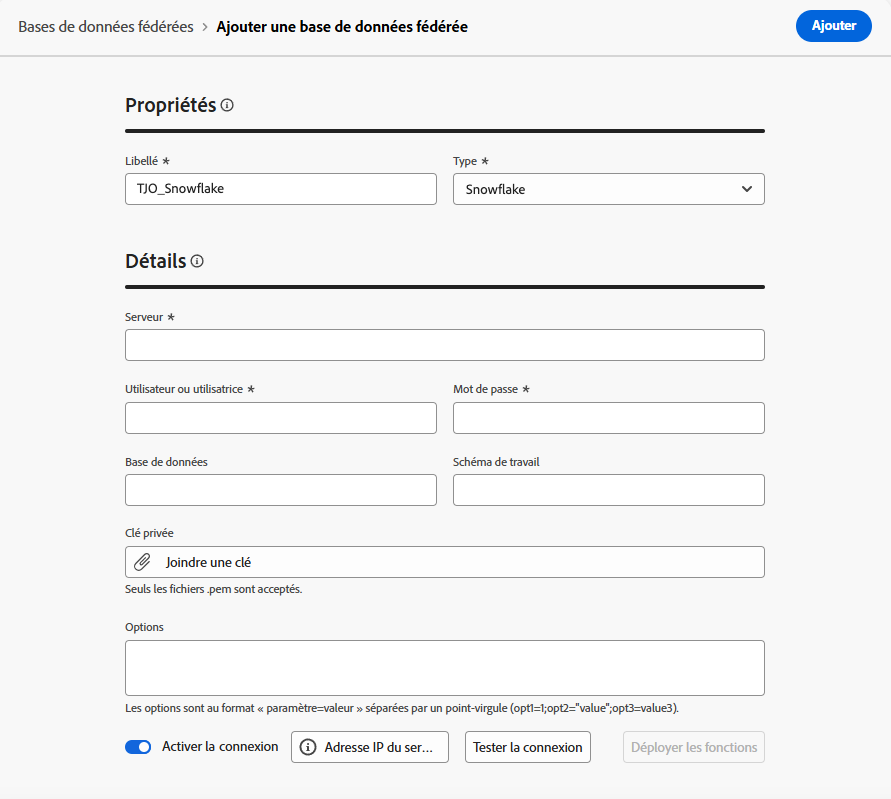 Bases de données fédérées > Ajouter une base de données fédérée
Ajouter
Propriétés
Libellé *
Type *
TJO_Snowflake
Snowflake
Détails
Serveur *
Utilisateur ou utilisatrice *
Mot de passe *
Base de données
Schéma de travail
Clé privée
Joindre une clé
Seuls les fichiers .pem sont acceptés.
Options
Les options sont au format « paramètre=valeur » séparées par un point-virgule (opt1=1;opt2="value";opt3=value3).
Activer la connexion
Adresse IP du ser...
Tester la connexion
Déployer les fonctions